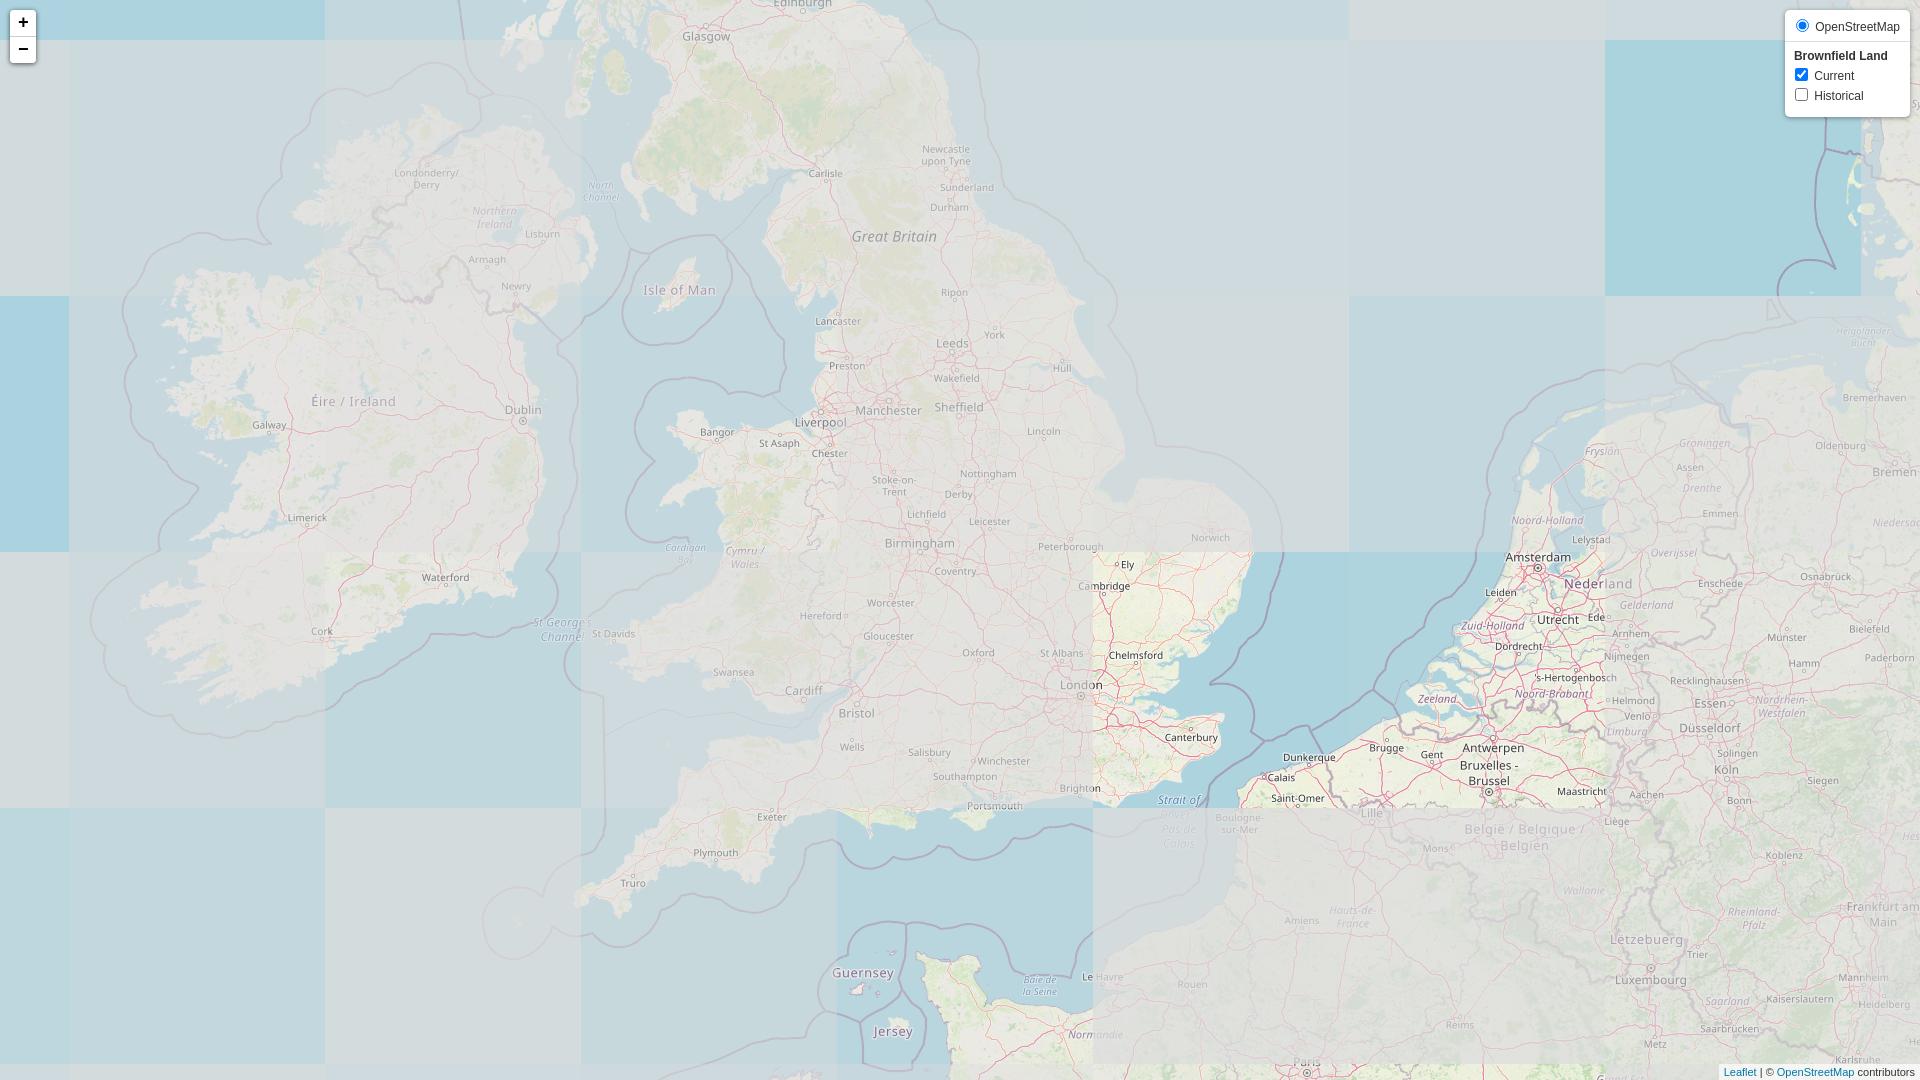 +
−
OpenStreetMap
Brownfield Land
Current
Historical
Edinburgh
Glasgow
Londonderry/
Derry
North
Channel
Carlisle
Newcastle
upon Tyne
Sunderland
Durham
Northern
Ireland
Lisburn
Great Britain
Armagh
Newry
Isle of Man
Ripon
Lancaster
York
Leeds
Preston
Hull
Wakefield
Éire / Ireland
Dublin
Manchester
Sheffield
Liverpool
Galway
Bangor
St Asaph
Chester
Lincoln
Stoke-on-
Trent
Nottingham
Derby
Limerick
Lichfield
Leicester
Birmingham
Peterborough
Norwich
Cardigan
Bay
Cymru /
Wales
Ely
Coventry
Cambridge
Waterford
Worcester
Hereford
St George's
Channel
St Davids
Cork
Gloucester
Oxford
St Albans
Chelmsford
Swansea
Cardiff
London
Bristol
Wells
Salisbury
Winchester
Southampton
Canterbury
Brighton
Portsmouth
Strait of
Pas de
Calais
Exeter
Plymouth
Truro
Guernsey
Jersey
Baie de
la Seine
Le Havre
Rouen
Normandie
Paris
Reims
Amiens
Hauts-de-
France
Boulogne-
sur-Mer
Lille
Mons
België / Belgique /
Belgien
Wallonie
Dunkerque
Calais
Saint-Omer
Brugge
Gent
Antwerpen
Bruxelles -
Brussel
Maastricht
Liège
Aachen
Zeeland
Noord-Brabant
's-Hertogenbosch
Dordrecht
Zuid-Holland
Utrecht
Ede
Leiden
Amsterdam
Nederland
Noord-Holland
Lelystad
Fryslân
Groningen
Assen
Drenthe
Emmen
Overijssel
Enschede
Gelderland
Arnhem
Nijmegen
Helmond
Venlo
Limburg
Helgoländer
Bucht
Bremerhaven
Oldenburg
Bremen
Niedersac
Osnabrück
Bielefeld
Münster
Paderborn
Hamm
Recklinghausen
Essen
Nordrhein-
Westfalen
Düsseldorf
Solingen
Köln
Siegen
Bonn
Koblenz
Frankfurt am
Main
Rheinland-
Pfalz
Lëtzebuerg
Trier
Luxembourg
Mannheim
Kaiserslautern
Heidelberg
Saarland
Saarbrücken
Metz
Karlsruhe
Leaflet | © OpenStreetMap contributors